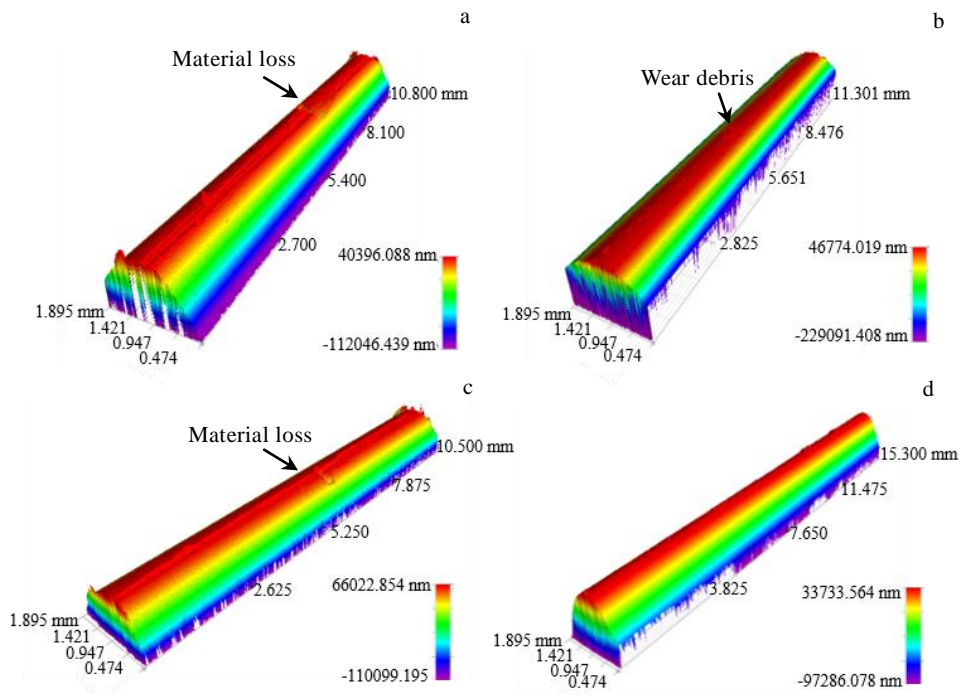 a
Material loss
10.800 mm
8.100
5.400
2.700
40396.088 nm
1.895 mm
1.421
0.947
0.474
-112046.439 nm
b
Wear debris
11.301 mm
8.476
5.651
2.825
46774.019 nm
1.895 mm
1.421
0.947
0.474
-229091.408 nm
c
Material loss
10.500 mm
7.875
5.250
2.625
66022.854 nm
1.895 mm
1.421
0.947
0.474
-110099.195 nm
d
15.300 mm
11.475
7.650
3.825
33733.564 nm
1.895 mm
1.421
0.947
0.474
-97286.078 nm